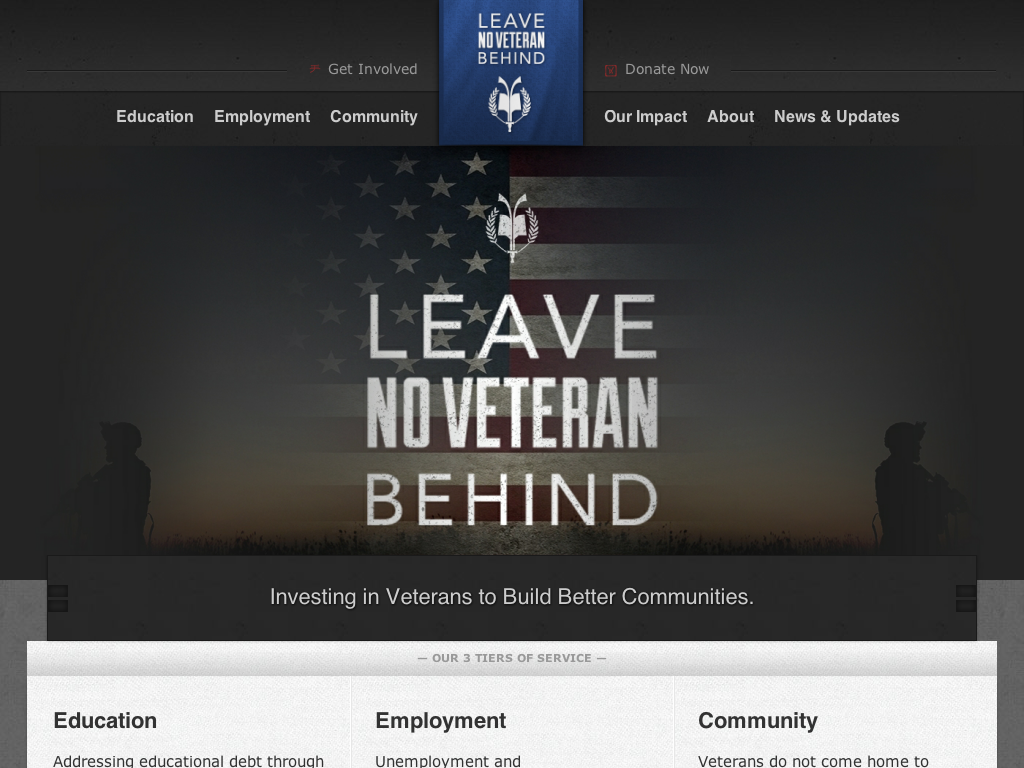 LEAVE
NO VETERAN
BEHIND
Get Involved
Donate Now
Education
Employment
Community
Our Impact
About
News & Updates
LEAVE
NO VETERAN
BEHIND
Investing in Veterans to Build Better Communities.
— OUR 3 TIERS OF SERVICE —
Education
Addressing educational debt through
Employment
Unemployment and
Community
Veterans do not come home to